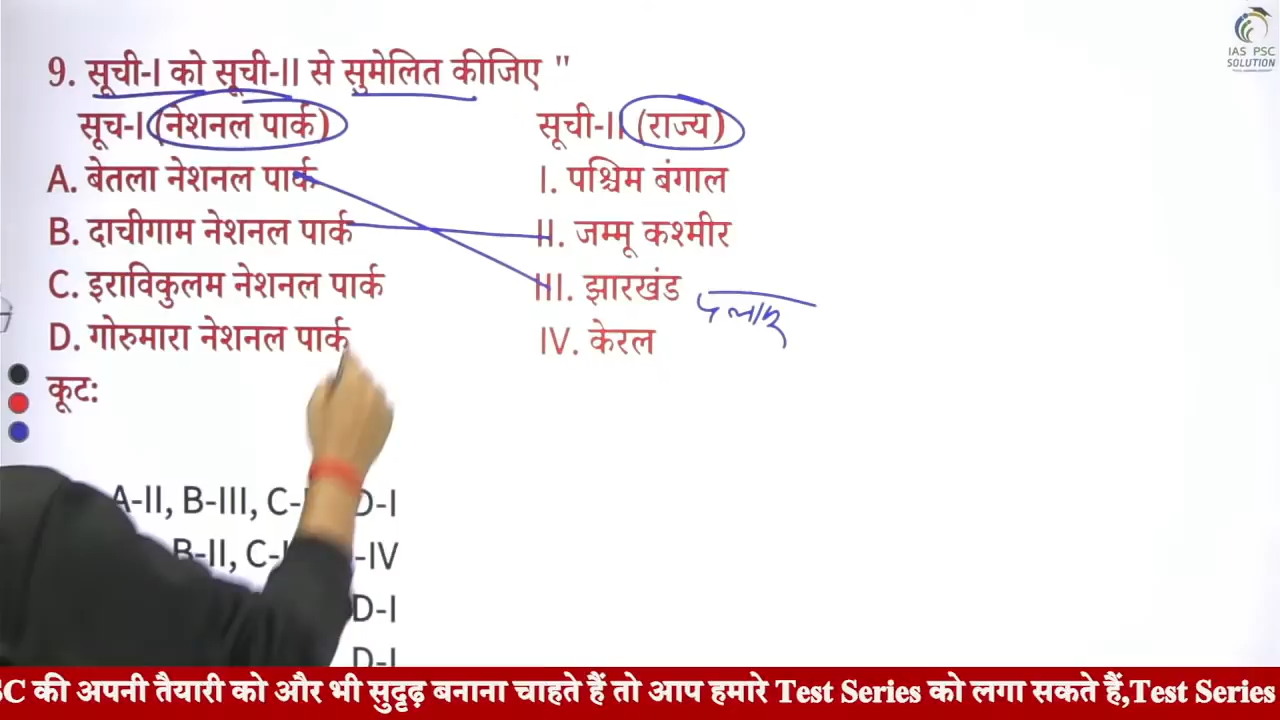 IAS PSC
SOLUTION
9. सूची-I को सूची-II से सुमेलित कीजिए "
सूच-I (नेशनल पार्क) सूची-II (राज्य)
A. बेतला नेशनल पार्क I. पश्चिम बंगाल
B. दाचीगाम नेशनल पार्क II. जम्मू कश्मीर
C. इराविकुलम नेशनल पार्क III. झारखंड
D. गोरुमारा नेशनल पार्क IV. केरल
कूट:
A-II, B-III, D-I
B-II, -IV
D-I
D-I
की अपनी तैयारी को और भी सुदृढ़ बनाना चाहते हैं तो आप हमारे Test Series को लगा सकते हैं,Test Series